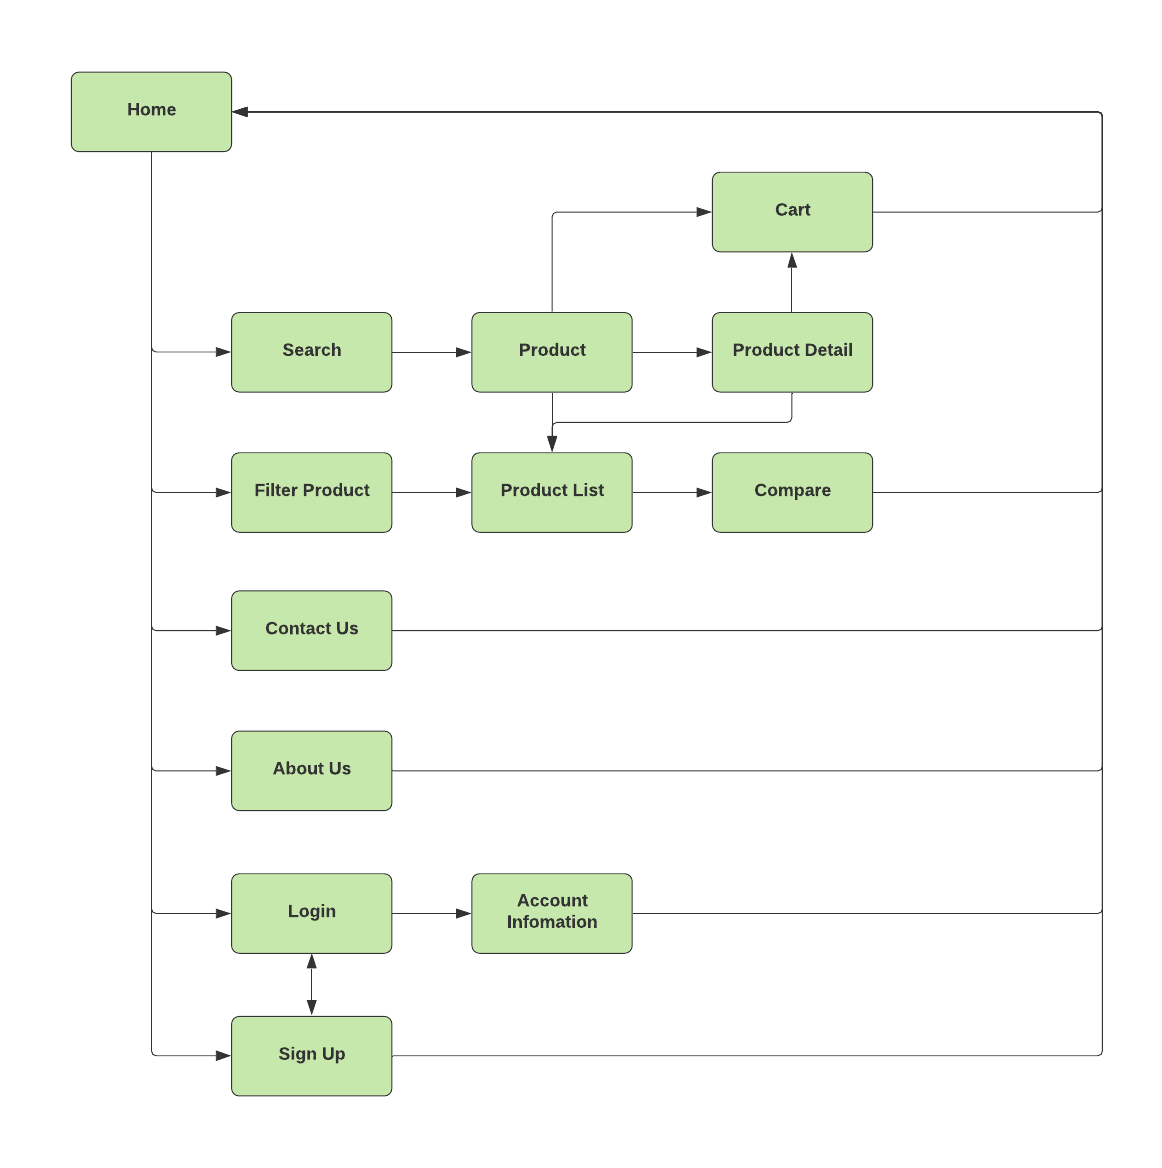 Home
Cart
Search
Product
Product Detail
Filter Product
Product List
Compare
Contact Us
About Us
Login
Account
Infomation
Sign Up